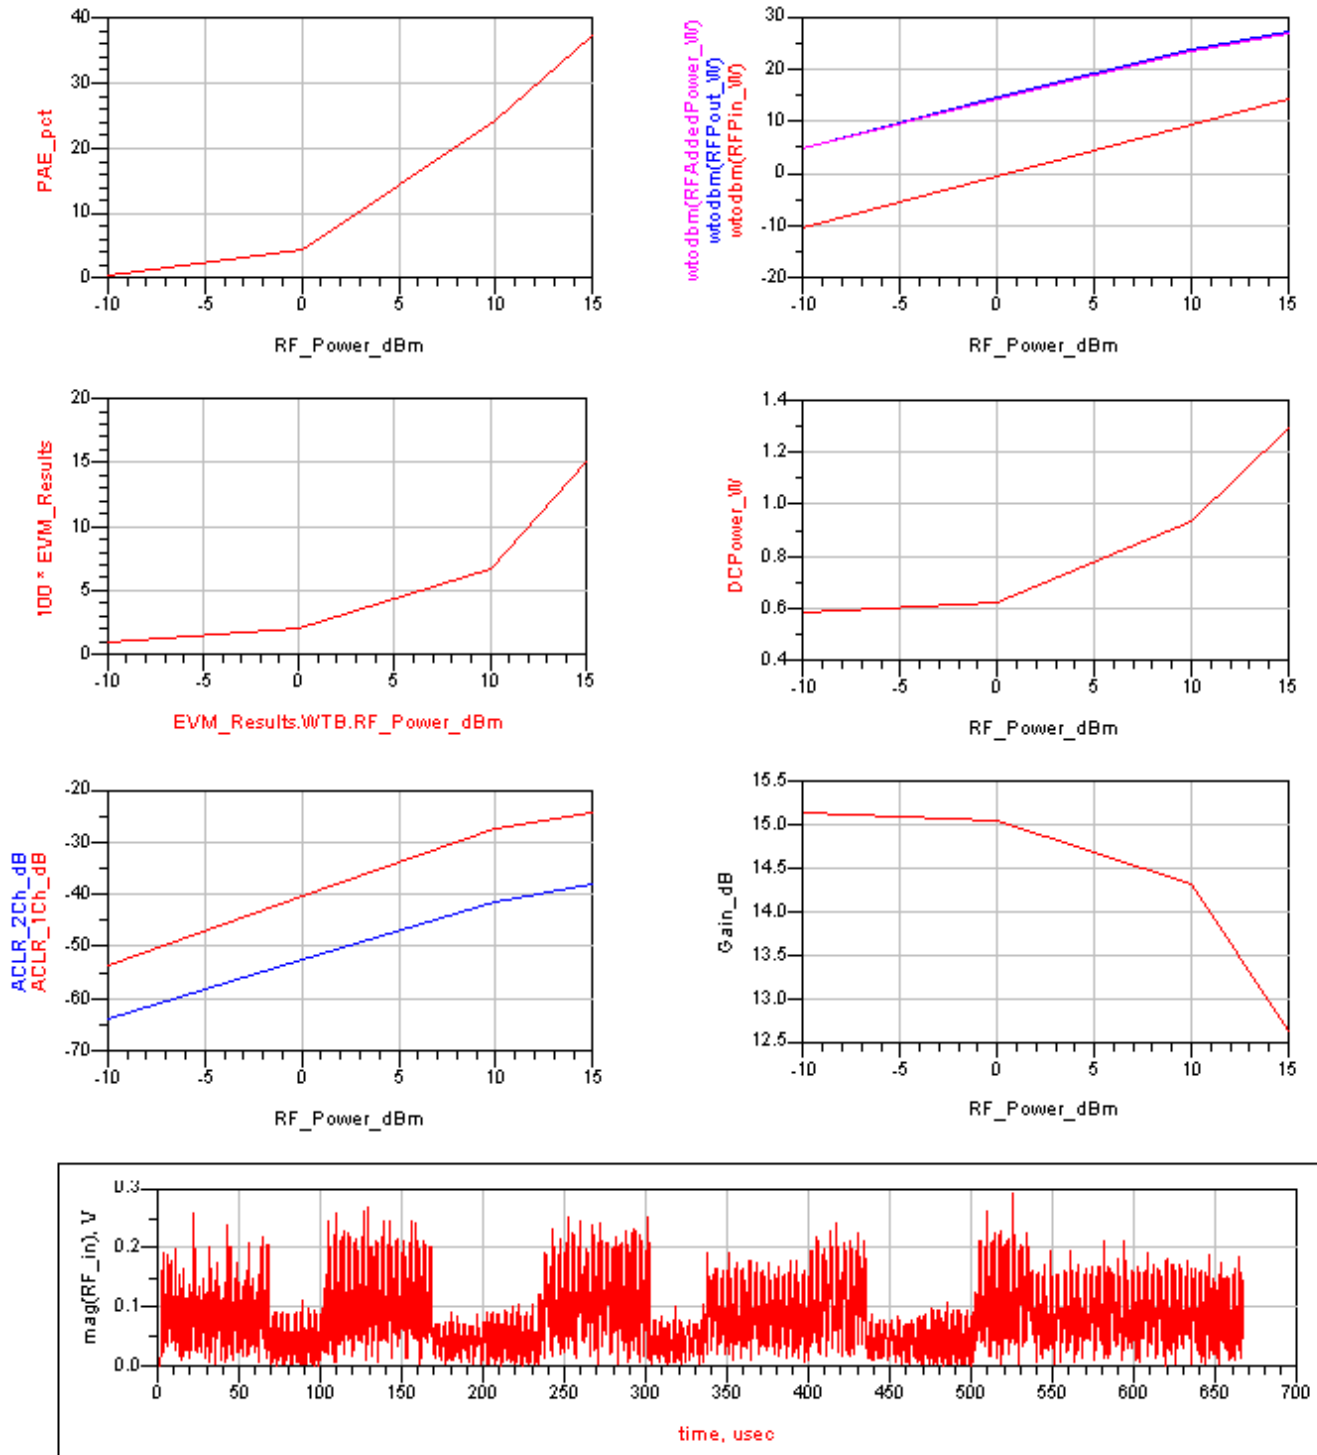 PAE_pct
40
30
20
10
0
-10 -5 0 5 10 15
RF_Power_dBm
wtodbm(RFAddedPower_W)
wtodbm(RFPout_W)
wtodbm(RFPin_W)
30
20
10
0
-10
-20
-10 -5 0 5 10 15
RF_Power_dBm
100 * EVM_Results
20
15
10
5
0
-10 -5 0 5 10 15
EVM_Results.WTB.RF_Power_dBm
DCPower_W
1.4
1.2
1.0
0.8
0.6
0.4
-10 -5 0 5 10 15
RF_Power_dBm
ACLR_2Ch_dB
ACLR_1Ch_dB
-20
-30
-40
-50
-60
-70
-10 -5 0 5 10 15
RF_Power_dBm
Gain_dB
15.5
15.0
14.5
14.0
13.5
13.0
12.5
-10 -5 0 5 10 15
RF_Power_dBm
mag(RF_in), V
0.3
0.2
0.1
0.0
0 50 100 150 200 250 300 350 400 450 500 550 600 650 700
time, usec